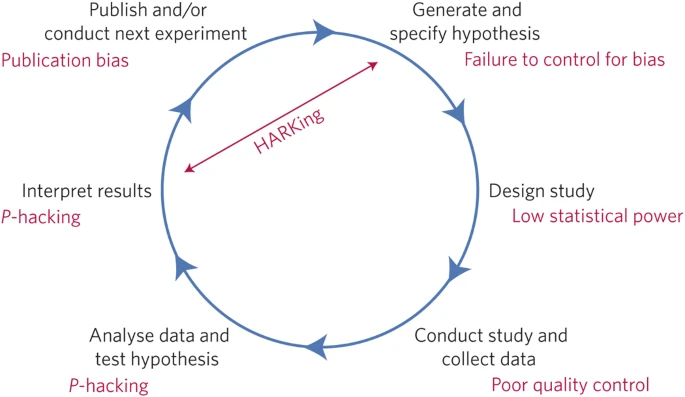 Publish and/or
conduct next experiment
Publication bias
Generate and
specify hypothesis
Failure to control for bias
HARKing
Interpret results
P-hacking
Design study
Low statistical power
Analyse data and
test hypothesis
P-hacking
Conduct study and
collect data
Poor quality control